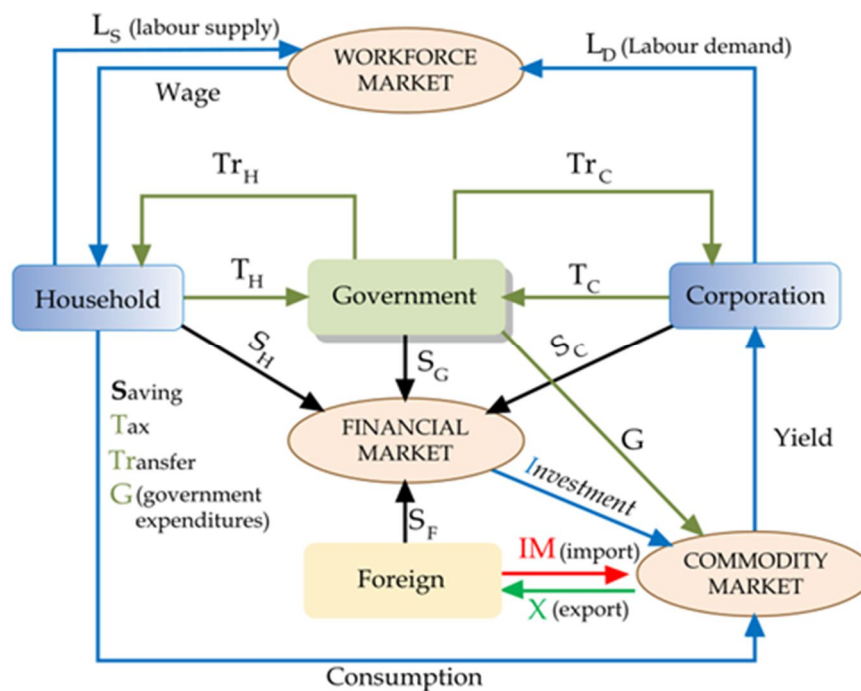 L_S (labour supply)
WORKFORCE
MARKET
L_D (Labour demand)
Wage
Tr_H
Tr_C
Household
T_H
Government
T_C
Corporation
S_H
S_G
S_C
Saving
Tax
Transfer
G (government
expenditures)
FINANCIAL
MARKET
G
Yield
Investment
S_F
Foreign
IM (import)
X (export)
COMMODITY
MARKET
Consumption